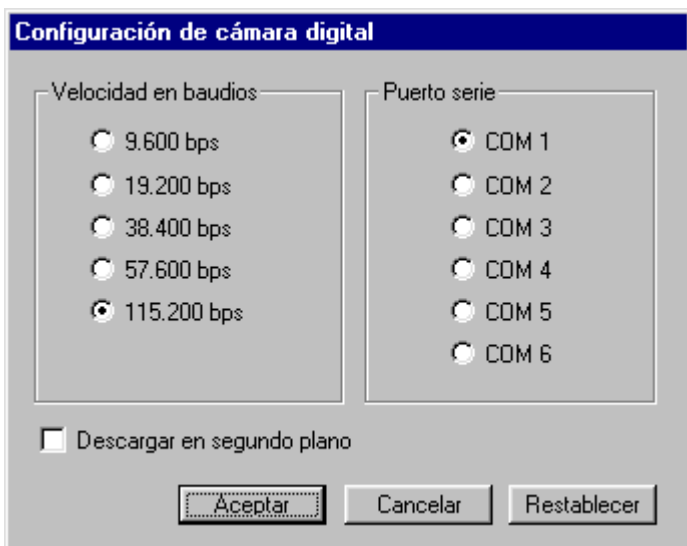 Configuración de cámara digital
Velocidad en baudios
9.600 bps
19.200 bps
38.400 bps
57.600 bps
115.200 bps
Puerto serie
COM 1
COM 2
COM 3
COM 4
COM 5
COM 6
Descargar en segundo plano
Aceptar
Cancelar
Restablecer